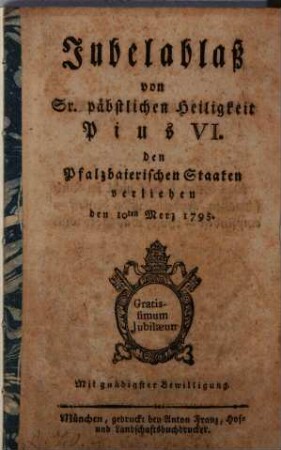 Jubelablaß
von
Sr. päbstlichen Heiligkeit
Pius VI.
den
Pfalzbaierischen Staaten
verliehen
den 10ten Merz 1795.
Gratis-
simum
Jubilæum
Mit gnädigster Bewilligung.
München, gedruckt bey Anton Franz, Hof-
und Landschaftsbuchdrucker.